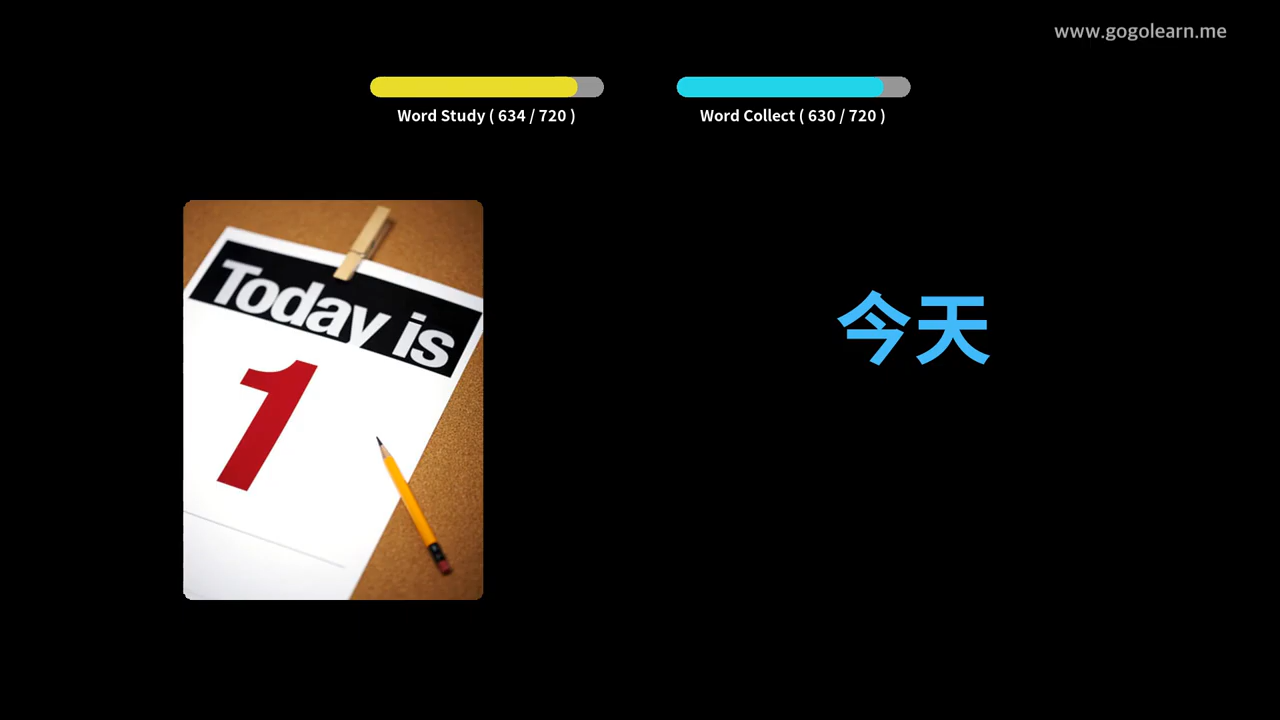 www.gogolearn.me
Word Study ( 634 / 720 )
Word Collect ( 630 / 720 )
Today is
1
今天